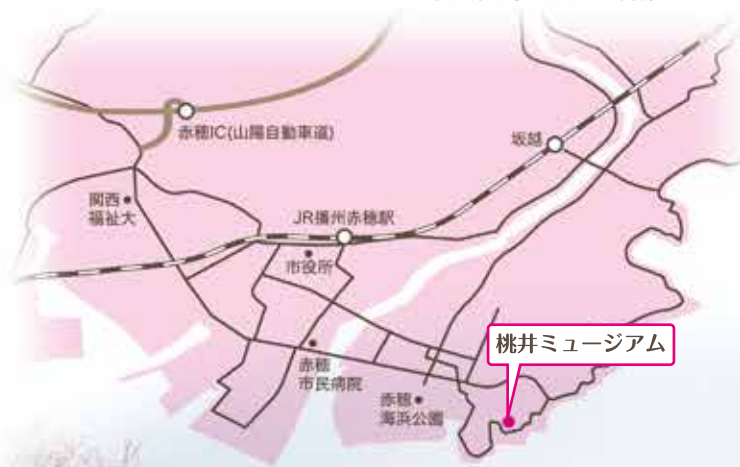 赤穂IC(山陽自動車道)
坂越
関西
福祉大
JR播州赤穂駅
市役所
桃井ミュージアム
赤穂
市民病院
赤穂
海浜公園